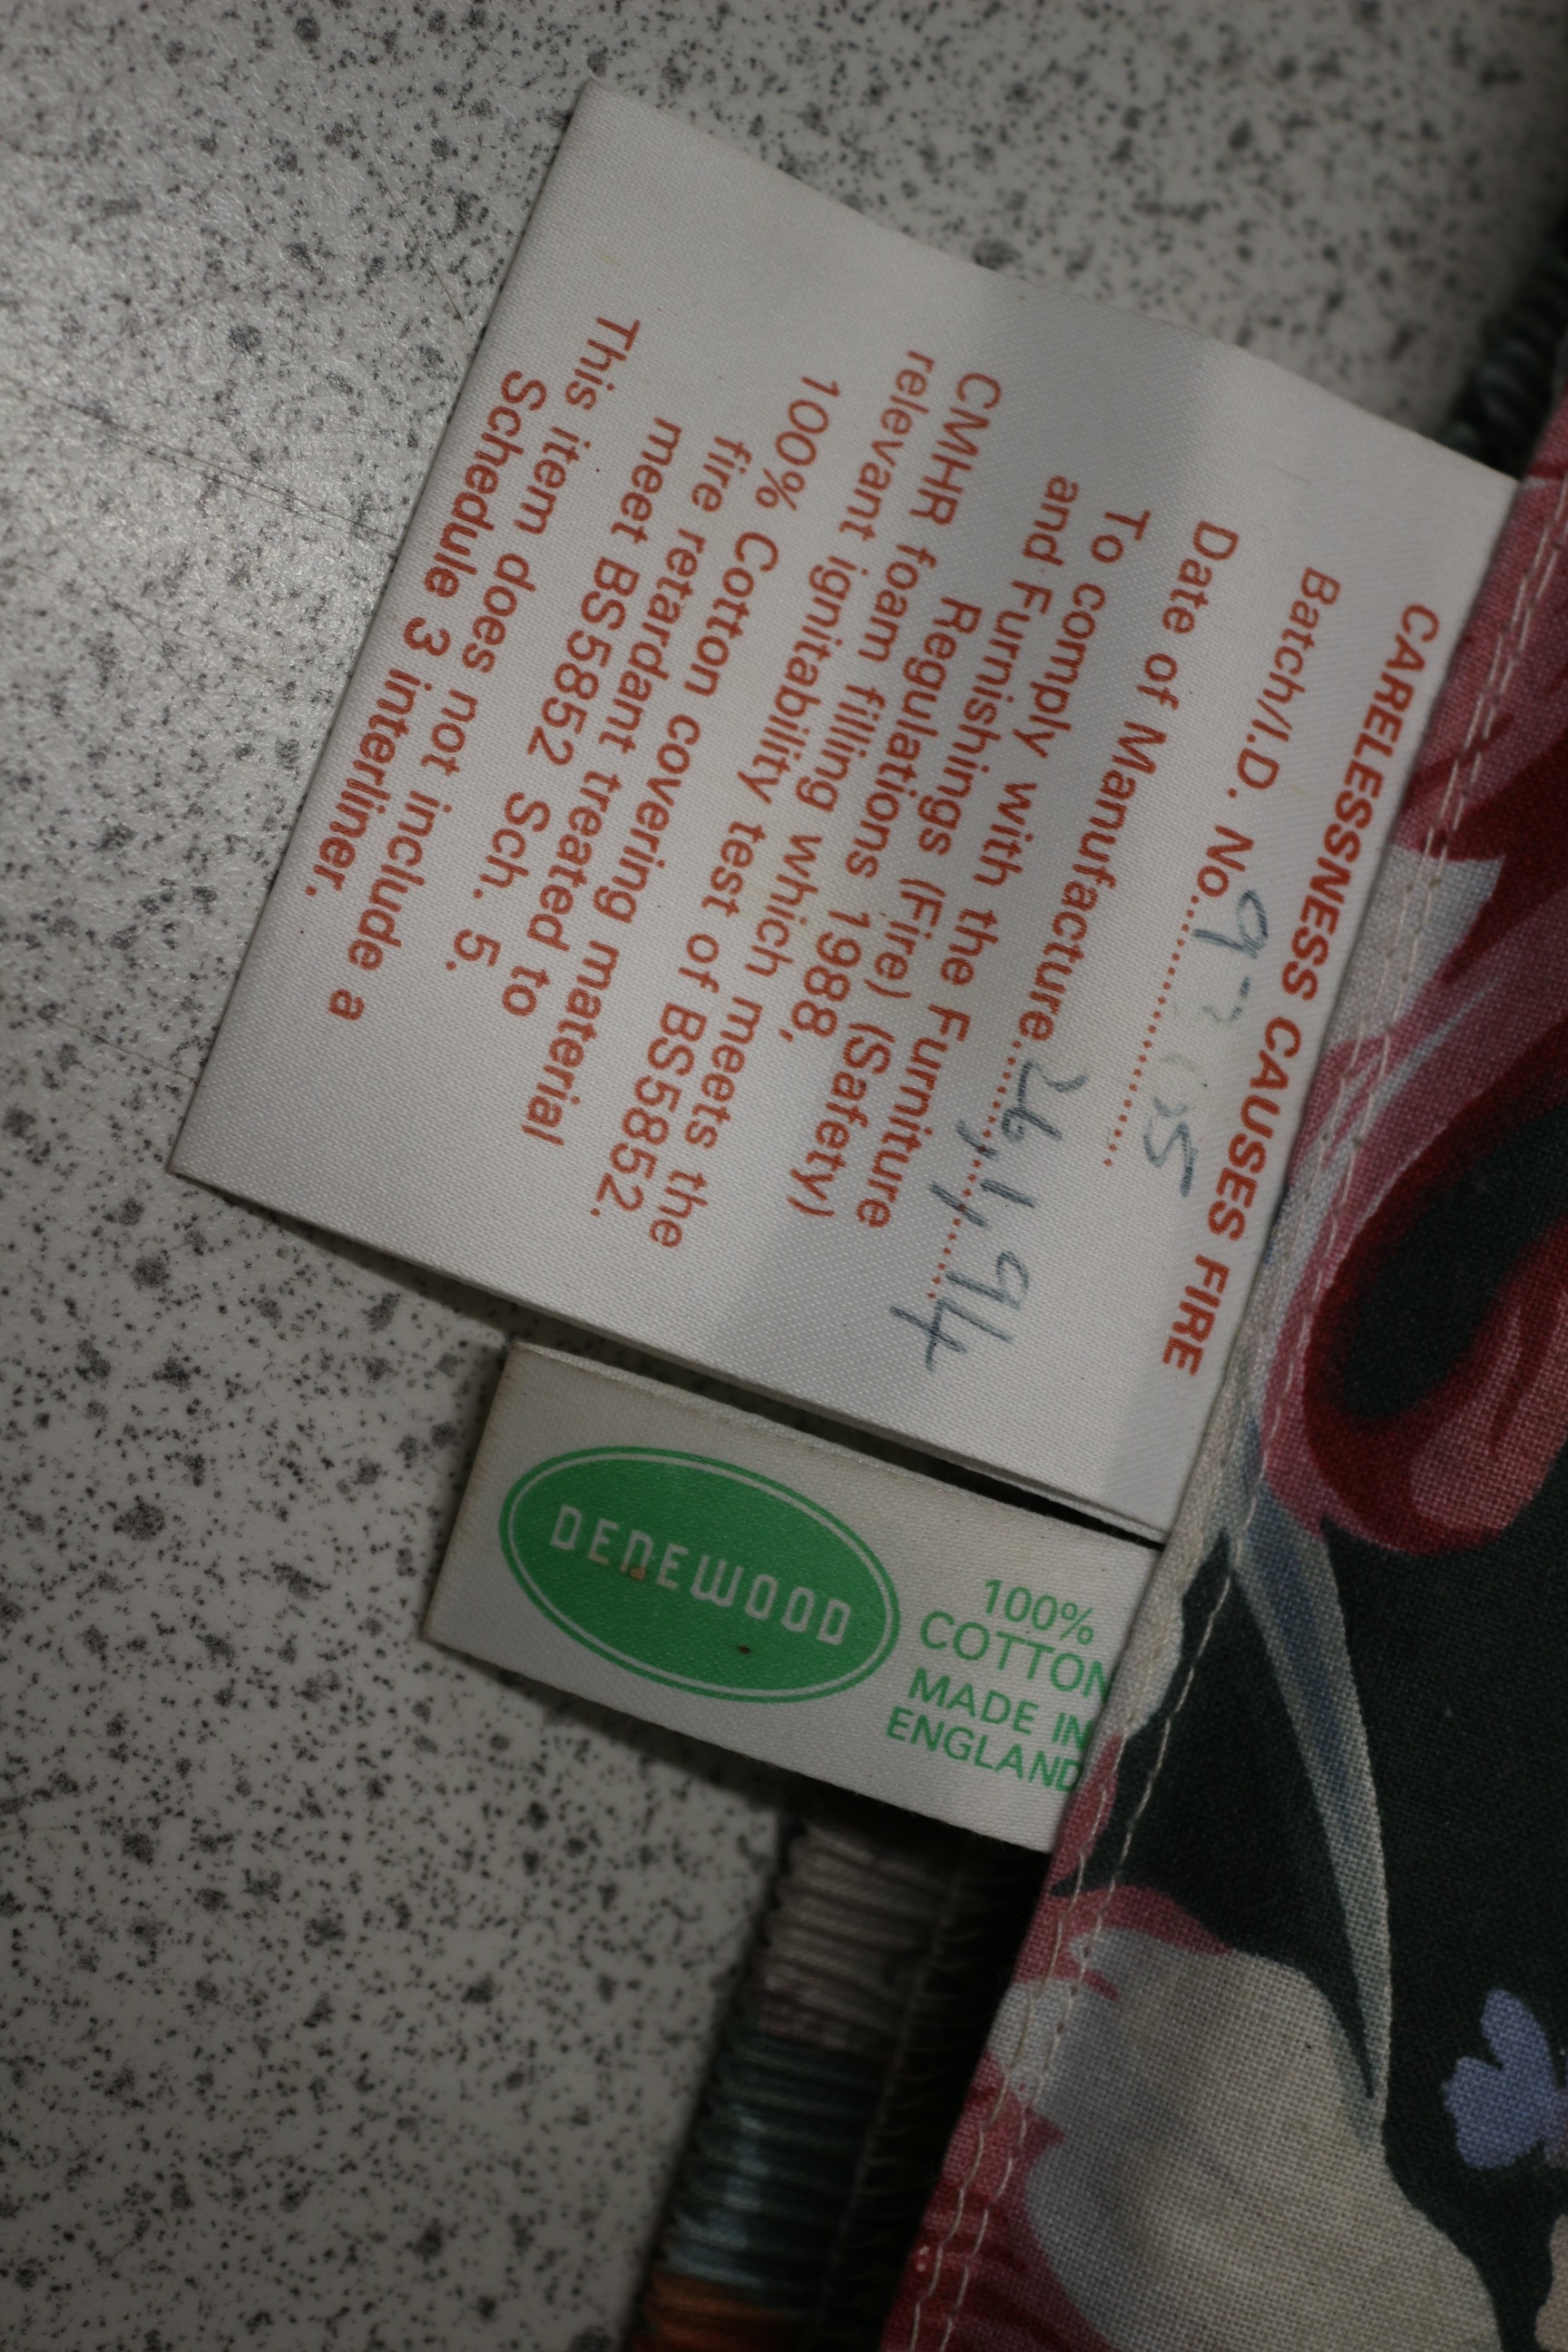 CARELESSNESS CAUSES FIRE
Batch/I.D. No.
Date of Manufacture 26/1/94
To comply with the Furniture
and Furnishings (Fire) (Safety)
Regulations 1988,
CMHR foam filling which meets the
relevant ignitability test of BS5852.
100% Cotton covering material
fire retardant treated to
meet BS5852 Sch. 5.
This item does not include a
Schedule 3 interliner.
DENEWOOD
100%
COTTON
MADE IN
ENGLAND